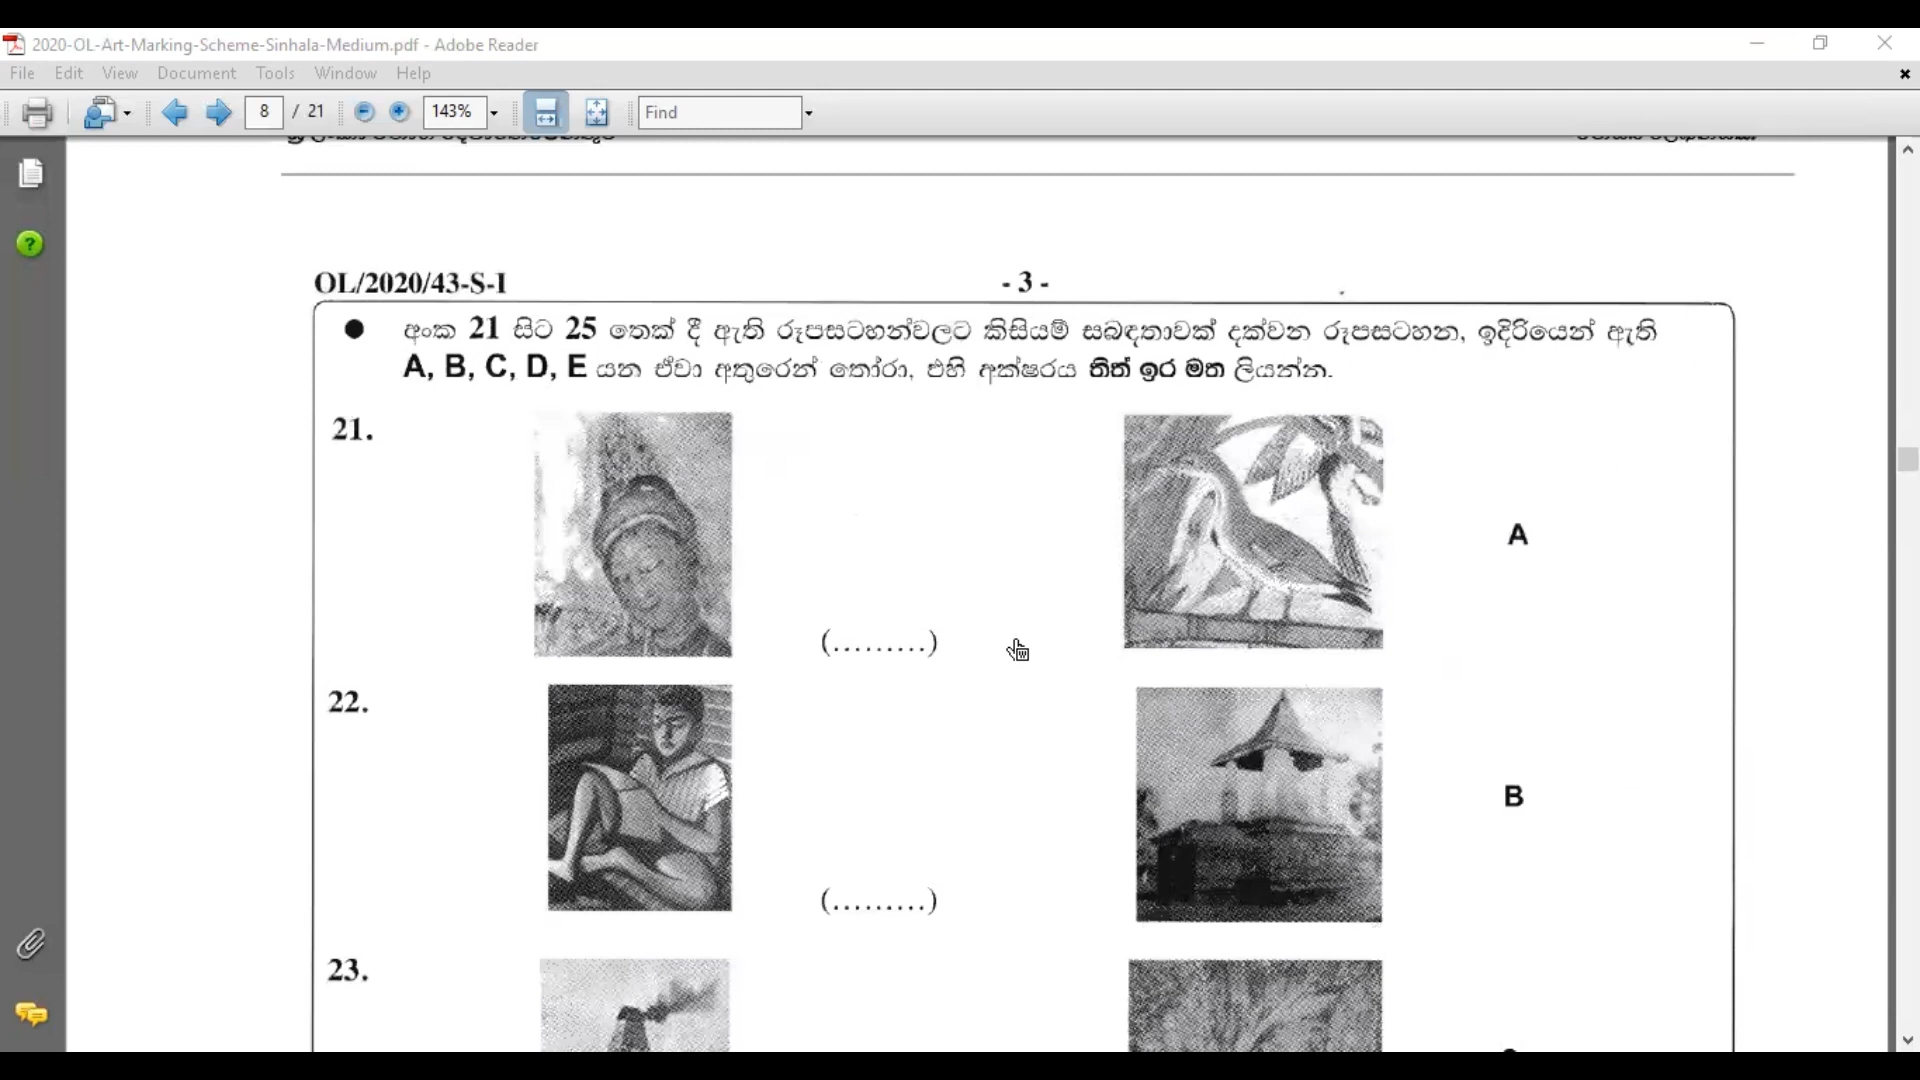 2020-OL-Art-Marking-Scheme-Sinhala-Medium.pdf - Adobe Reader
File Edit View Document Tools Window Help
8 / 21 143% Find
OL/2020/43-S-I - 3 -
● අංක 21 සිට 25 තෙක් දී ඇති රූපසටහන්වලට කිසියම් සබඳතාවක් දක්වන රූපසටහන, ඉදිරියෙන් ඇති
A, B, C, D, E යන ඒවා අතුරෙන් තෝරා, එහි අක්ෂරය තිත් ඉර මත ලියන්න.
21.
A
(.........)
22.
B
(.........)
23.